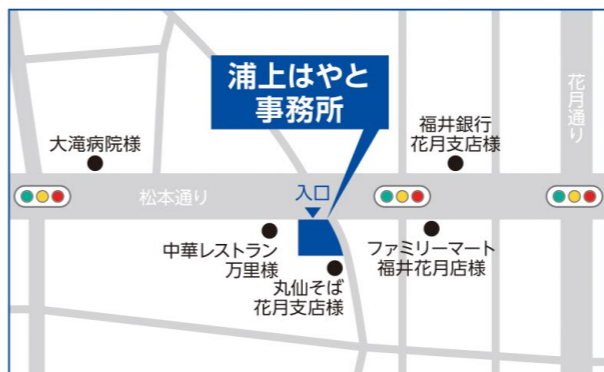 浦上はやと
事務所
花月通り
福井銀行
花月支店様
大滝病院様
入口
松本通り
中華レストラン
万里様
ファミリーマート
福井花月店様
丸仙そば
花月支店様